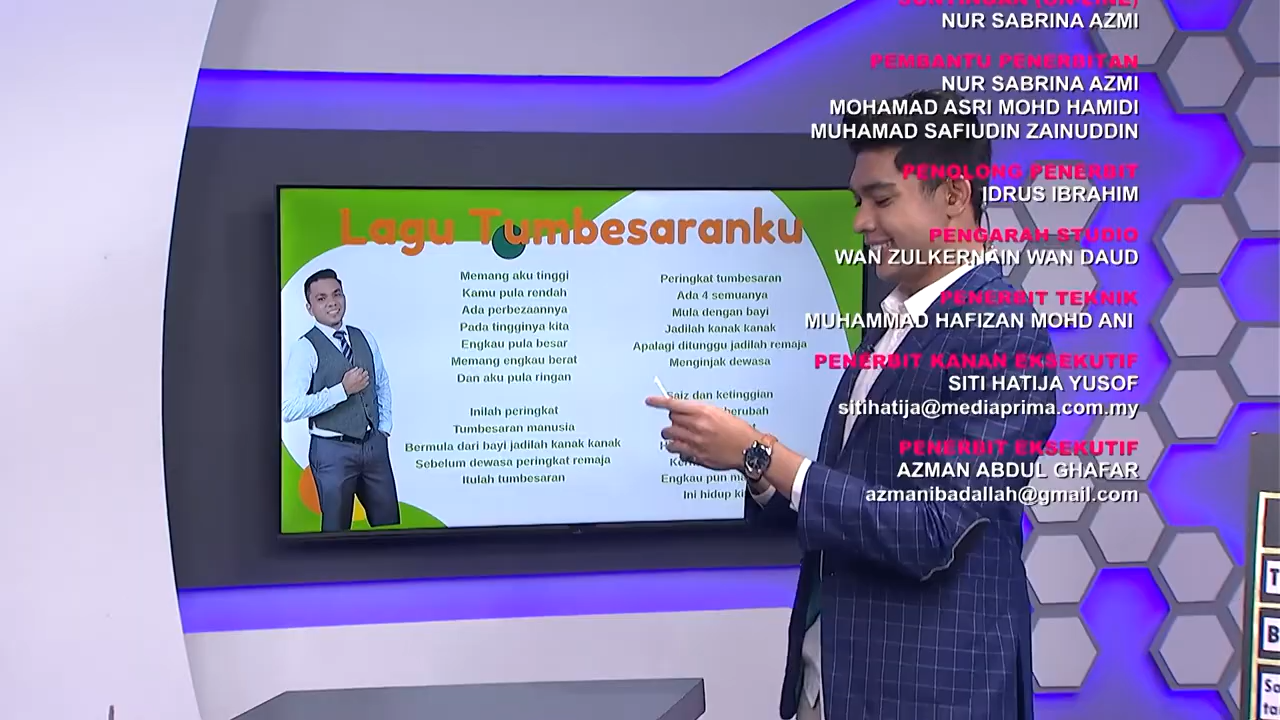 Lagu Tumbesaranku
Memang aku tinggi
Kamu pula rendah
Ada perbezaannya
Pada tingginya kita
Engkau pula besar
Memang engkau berat
Dan aku pula ringan
Inilah peringkat
Tumbesaran manusia
Bermula dari bayi jadilah kanak kanak
Sebelum dewasa peringkat remaja
Itulah tumbesaran
Peringkat tumbesaran
Ada 4 semuanya
Mula dengan bayi
Jadilah kanak kanak
Apalagi ditunggu jadilah remaja
Menginjak dewasa
Saiz dan ketinggian
berubah
Engkau pun
Ini hidup
NUR SABRINA AZMI
PEMBANTU PENERBITAN
NUR SABRINA AZMI
MOHAMAD ASRI MOHD HAMIDI
MUHAMAD SAFIUDIN ZAINUDDIN
PENOLONG PENERBIT
IDRUS IBRAHIM
PENGARAH STUDIO
WAN ZULKERNAIN WAN DAUD
PENERBIT TEKNIK
MUHAMMAD HAFIZAN MOHD ANI
PENERBIT KANAN EKSEKUTIF
SITI HATIJA YUSOF
sitihatija@mediaprima.com.my
PENERBIT EKSEKUTIF
AZMAN ABDUL GHAFAR
azmanibadallah@gmail.com